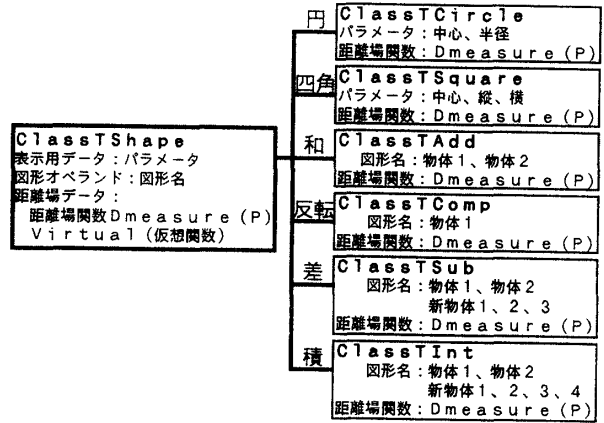 ClassTShape
表示用データ：パラメータ
図形オペランド：図形名
距離場データ：
距離場関数Dmeasure(P)
Virtual(仮想関数)
円
ClassTCircle
パラメータ：中心、半径
距離場関数：Dmeasure(P)
四角
ClassTSquare
パラメータ：中心、縦、横
距離場関数：Dmeasure(P)
和
ClassTAdd
図形名：物体1、物体2
距離場関数：Dmeasure(P)
反転
ClassTComp
図形名：物体1
距離場関数：Dmeasure(P)
差
ClassTSub
図形名：物体1、物体2
新物体1、2、3
距離場関数：Dmeasure(P)
積
ClassTInt
図形名：物体1、物体2
新物体1、2、3、4
距離場関数：Dmeasure(P)